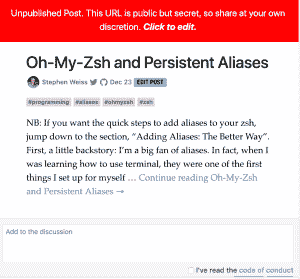 Unpublished Post. This URL is public but secret, so share at your own
discretion. Click to edit.
Oh-My-Zsh and Persistent Aliases
Stephen Weiss Dec 23 EDIT POST
#programming #aliases #ohmyzsh #zsh
NB: If you want the quick steps to add aliases to your zsh,
jump down to the section, “Adding Aliases: The Better Way”.
First, a little backstory: I’m a big fan of aliases. In fact, when I
was learning how to use terminal, they were one of the first
things I set up for myself … Continue reading Oh-My-Zsh
and Persistent Aliases →
Add to the discussion
I've read the code of conduct